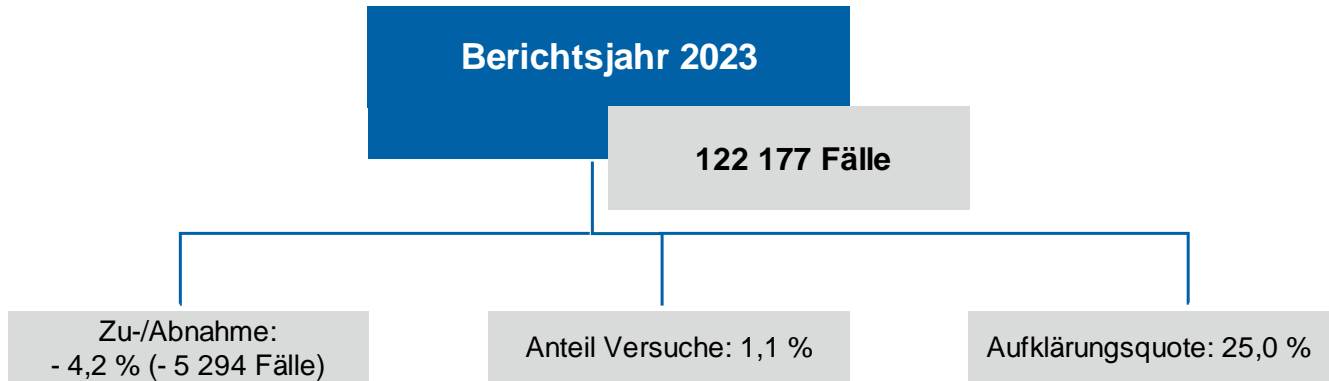 Berichtsjahr 2023
122 177 Fälle
Zu-/Abnahme:
- 4,2 % (- 5 294 Fälle)
Anteil Versuche: 1,1 %
Aufklärungsquote: 25,0 %